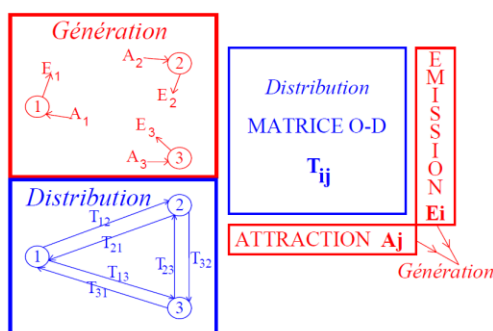 Génération
E1
1
A1
A2
2
E2
E3
A3
3
Distribution
T12
2
T21
1
T13
T31
T23
T32
3
Distribution
MATRICE O-D
Tij
EMISSION
Ei
ATTRACTION Aj
Génération